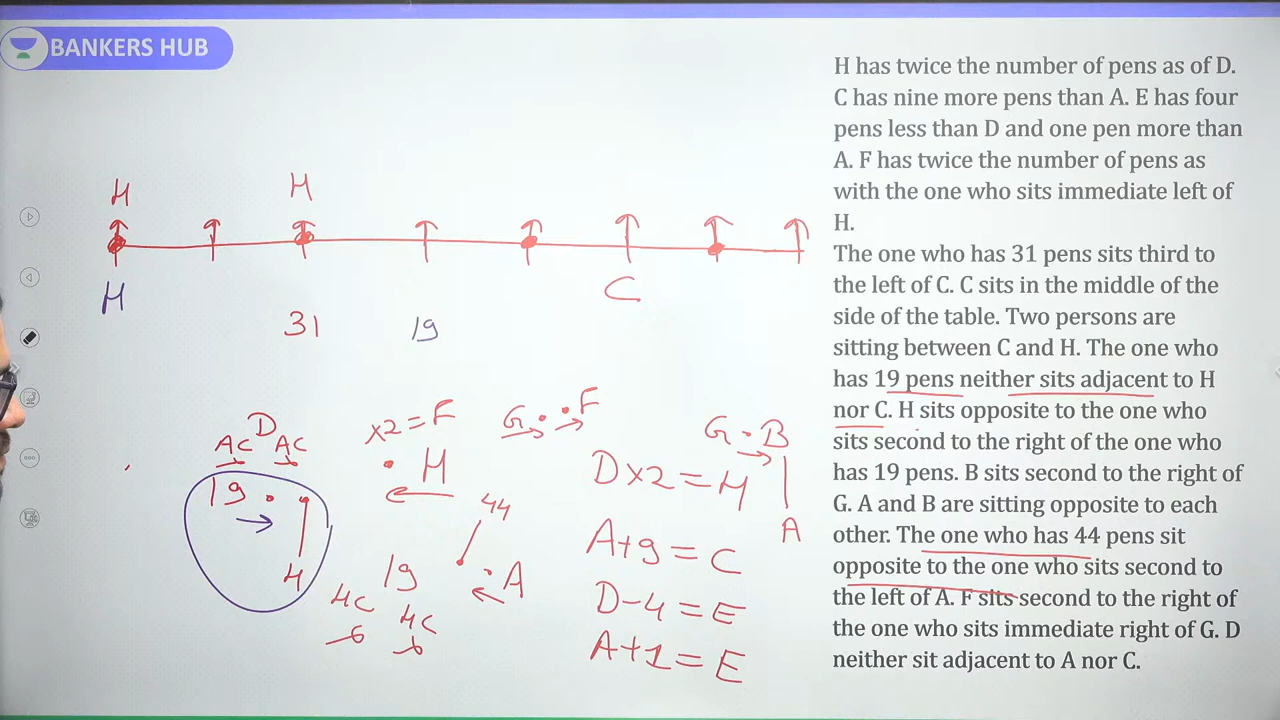 BANKERS HUB
H has twice the number of pens as of D.
C has nine more pens than A. E has four
pens less than D and one pen more than
A. F has twice the number of pens as
with the one who sits immediate left of
H.
The one who has 31 pens sits third to
the left of C. C sits in the middle of the
side of the table. Two persons are
sitting between C and H. The one who
has 19 pens neither sits adjacent to H
nor C. H sits opposite to the one who
sits second to the right of the one who
has 19 pens. B sits second to the right of
G. A and B are sitting opposite to each
other. The one who has 44 pens sit
opposite to the one who sits second to
the left of A. F sits second to the right of
the one who sits immediate right of G. D
neither sit adjacent to A nor C.
H H
H C
31 19
AC D AC
x2=F
H
G F
G B
A
19
H
44
19 A
HC HC
Dx2=H
A+9=C
D-4=E
A+1=E